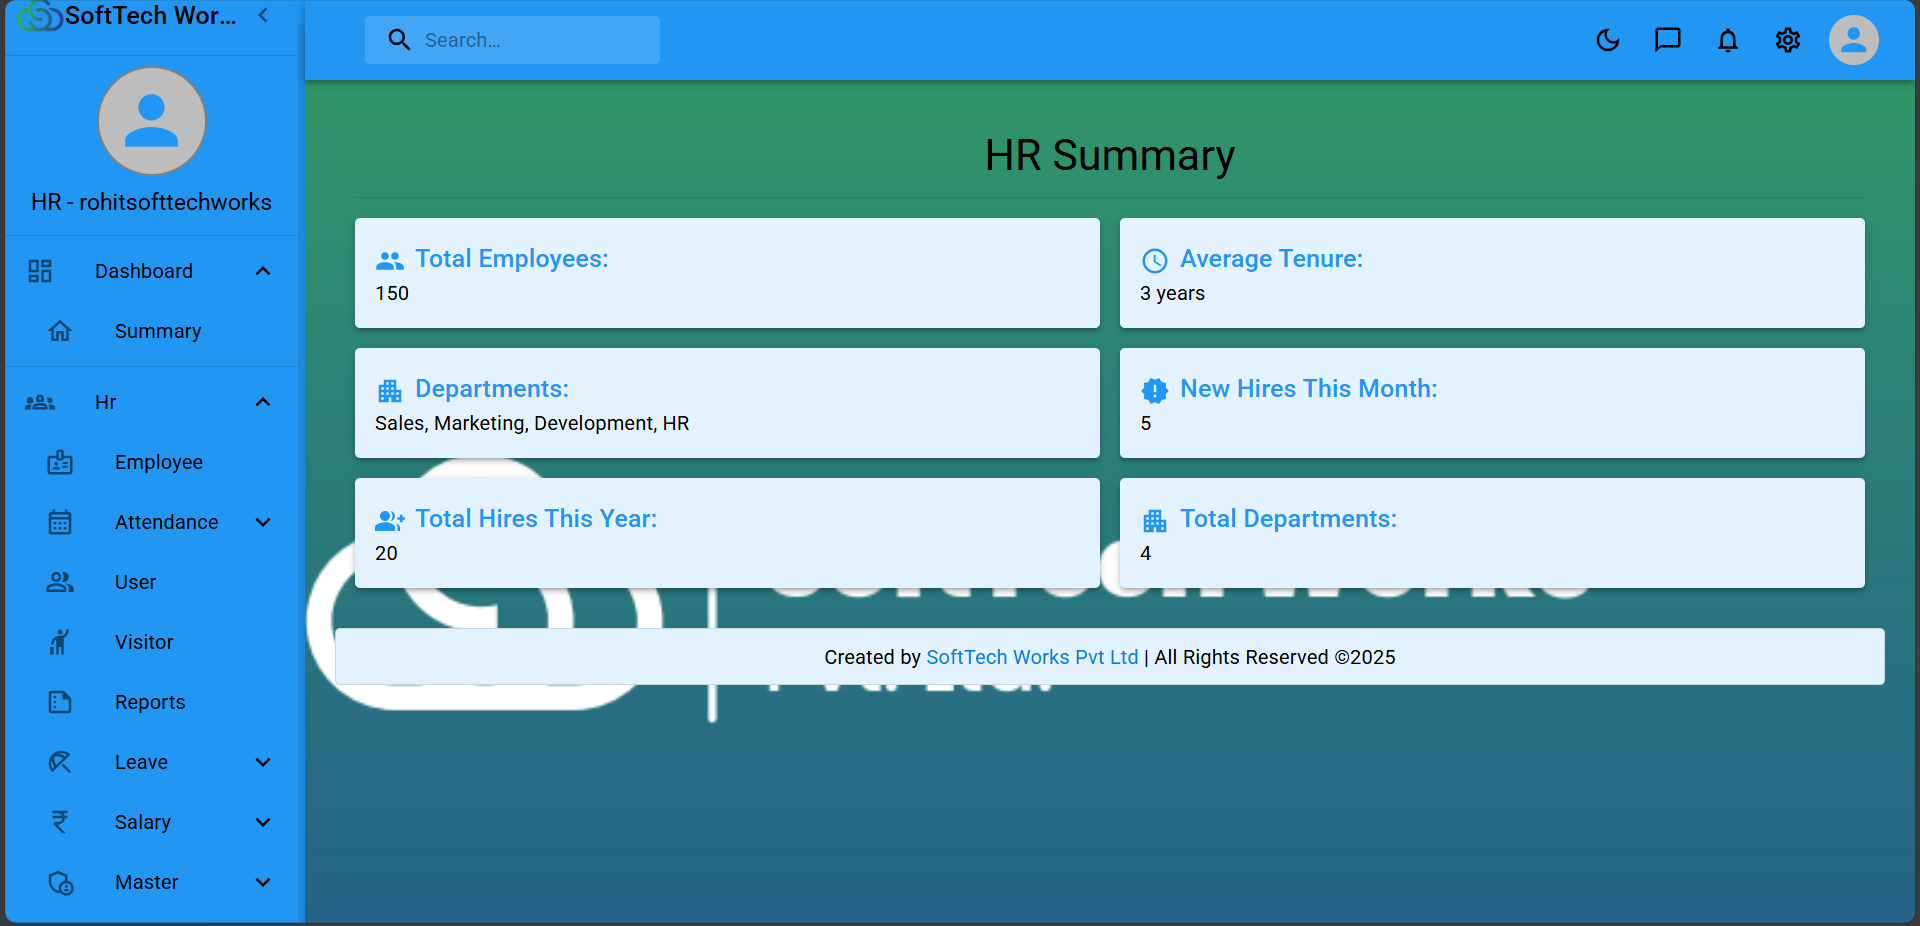 SoftTech Wor...
Search...
HR - rohitsofttechworks
Dashboard
Summary
Hr
Employee
Attendance
User
Visitor
Reports
Leave
Salary
Master
HR Summary
Total Employees:
150
Average Tenure:
3 years
Departments:
Sales, Marketing, Development, HR
New Hires This Month:
5
Total Hires This Year:
20
Total Departments:
4
Created by SoftTech Works Pvt Ltd | All Rights Reserved ©2025